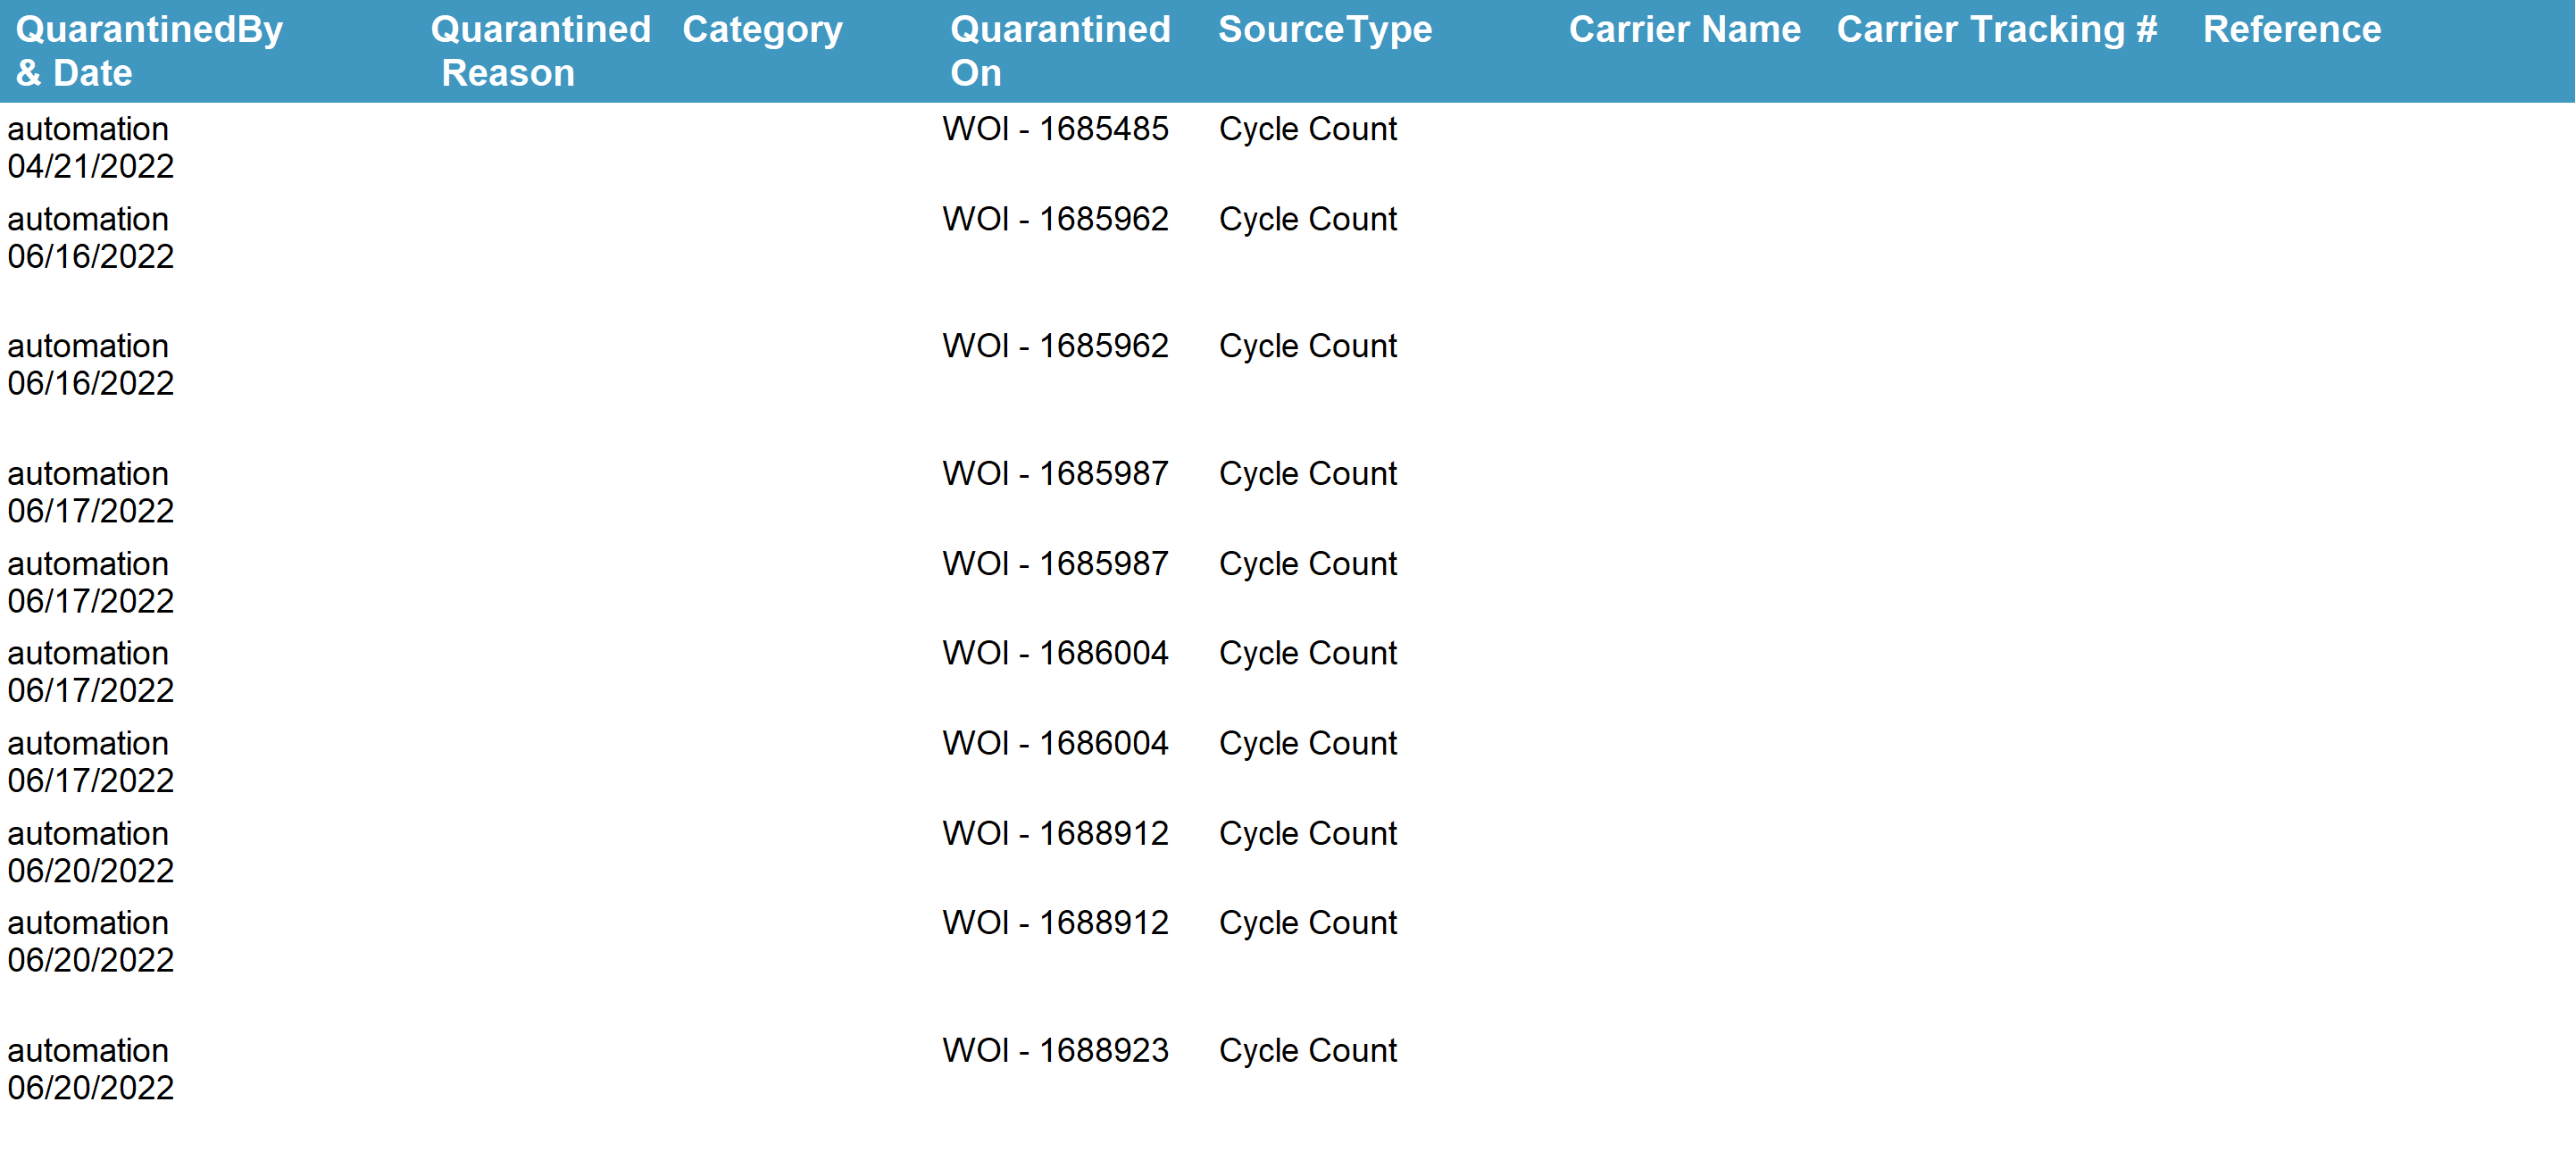 QuarantinedBy & Date Quarantined Reason Category Quarantined On SourceType Carrier Name Carrier Tracking # Reference
automation WOI - 1685485 Cycle Count
04/21/2022
automation WOI - 1685962 Cycle Count
06/16/2022
automation WOI - 1685962 Cycle Count
06/16/2022
automation WOI - 1685987 Cycle Count
06/17/2022
automation WOI - 1685987 Cycle Count
06/17/2022
automation WOI - 1686004 Cycle Count
06/17/2022
automation WOI - 1686004 Cycle Count
06/17/2022
automation WOI - 1688912 Cycle Count
06/20/2022
automation WOI - 1688912 Cycle Count
06/20/2022
automation WOI - 1688923 Cycle Count
06/20/2022